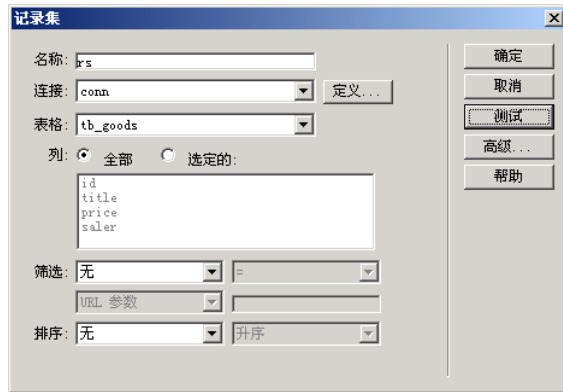 记录集
名称: rs
确定
连接: conn 定义...
取消
表格: tb_goods
测试
列: 全部 选定的:
高级...
id
帮助
title
price
saler
筛选: 无 =
URL 参数
排序: 无 升序